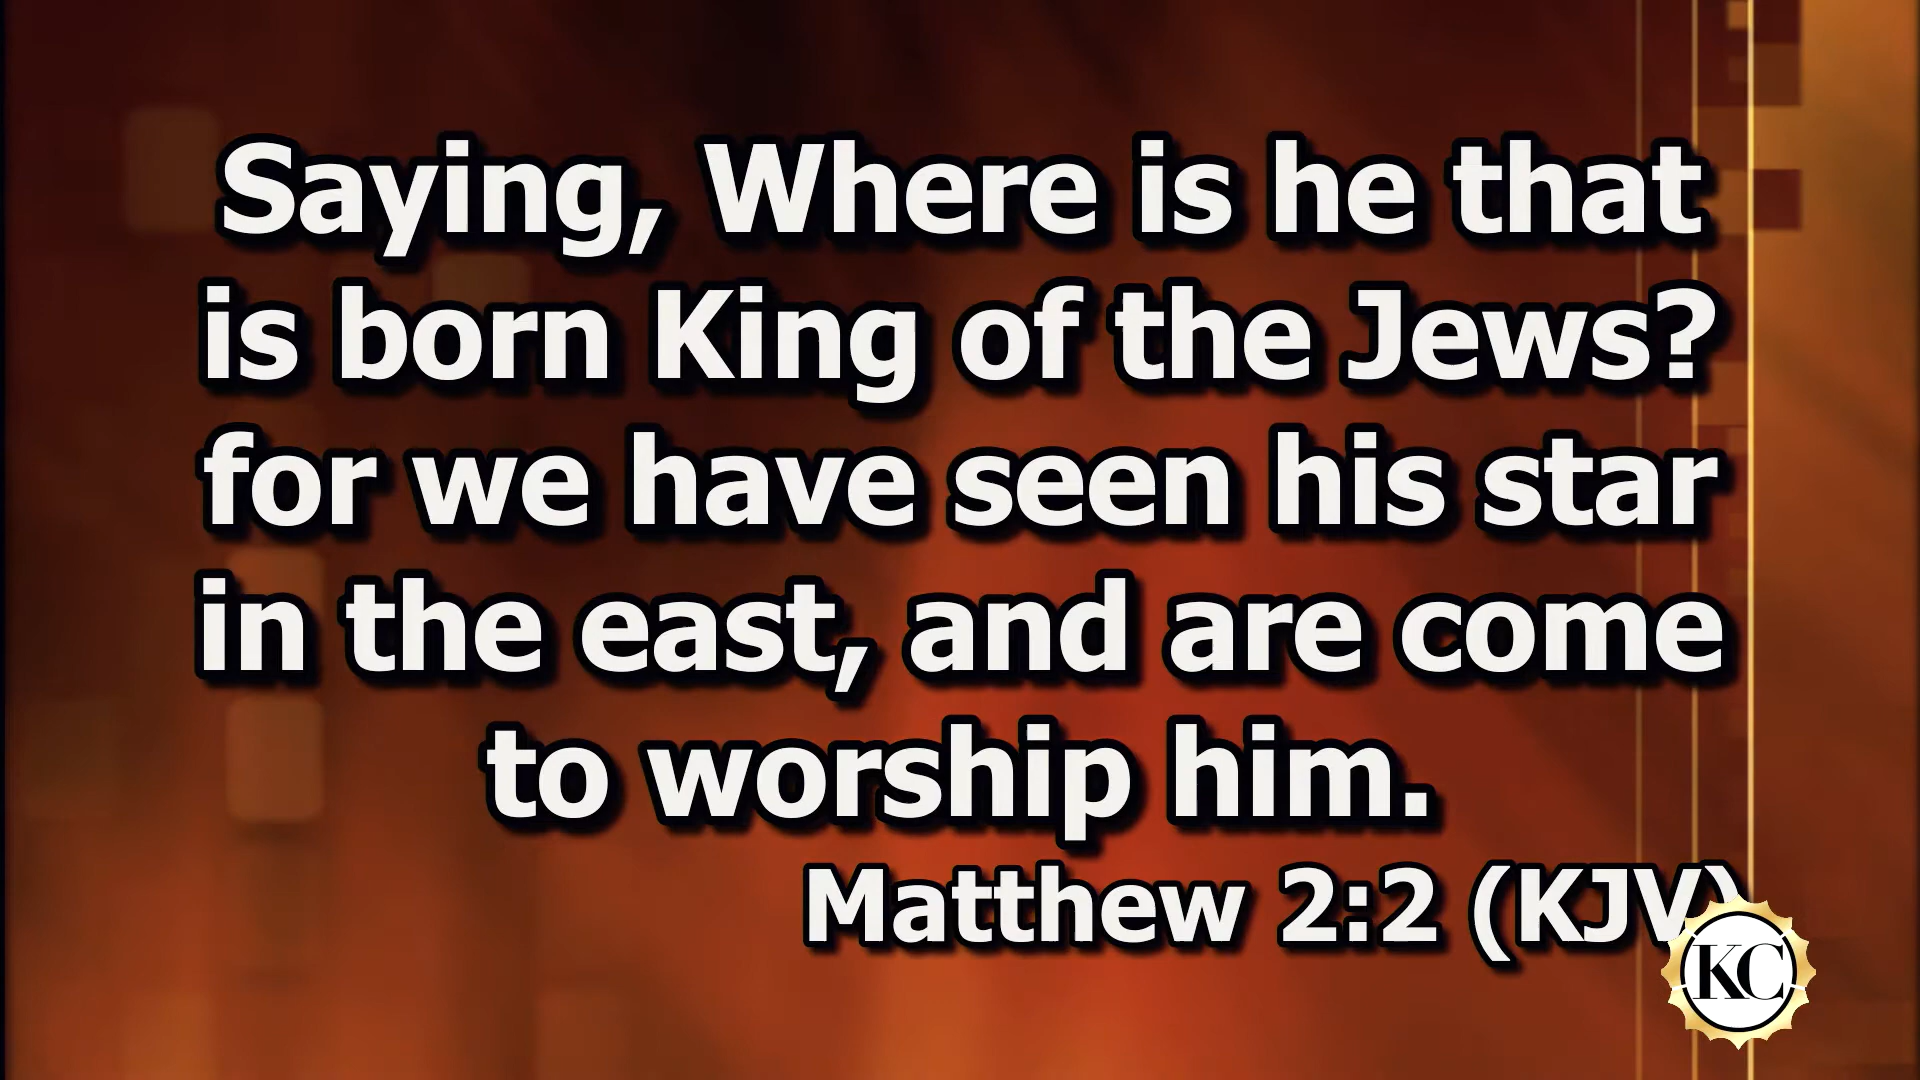 Saying, Where is he that
is born King of the Jews?
for we have seen his star
in the east, and are come
to worship him.
Matthew 2:2 (KJV)
KC